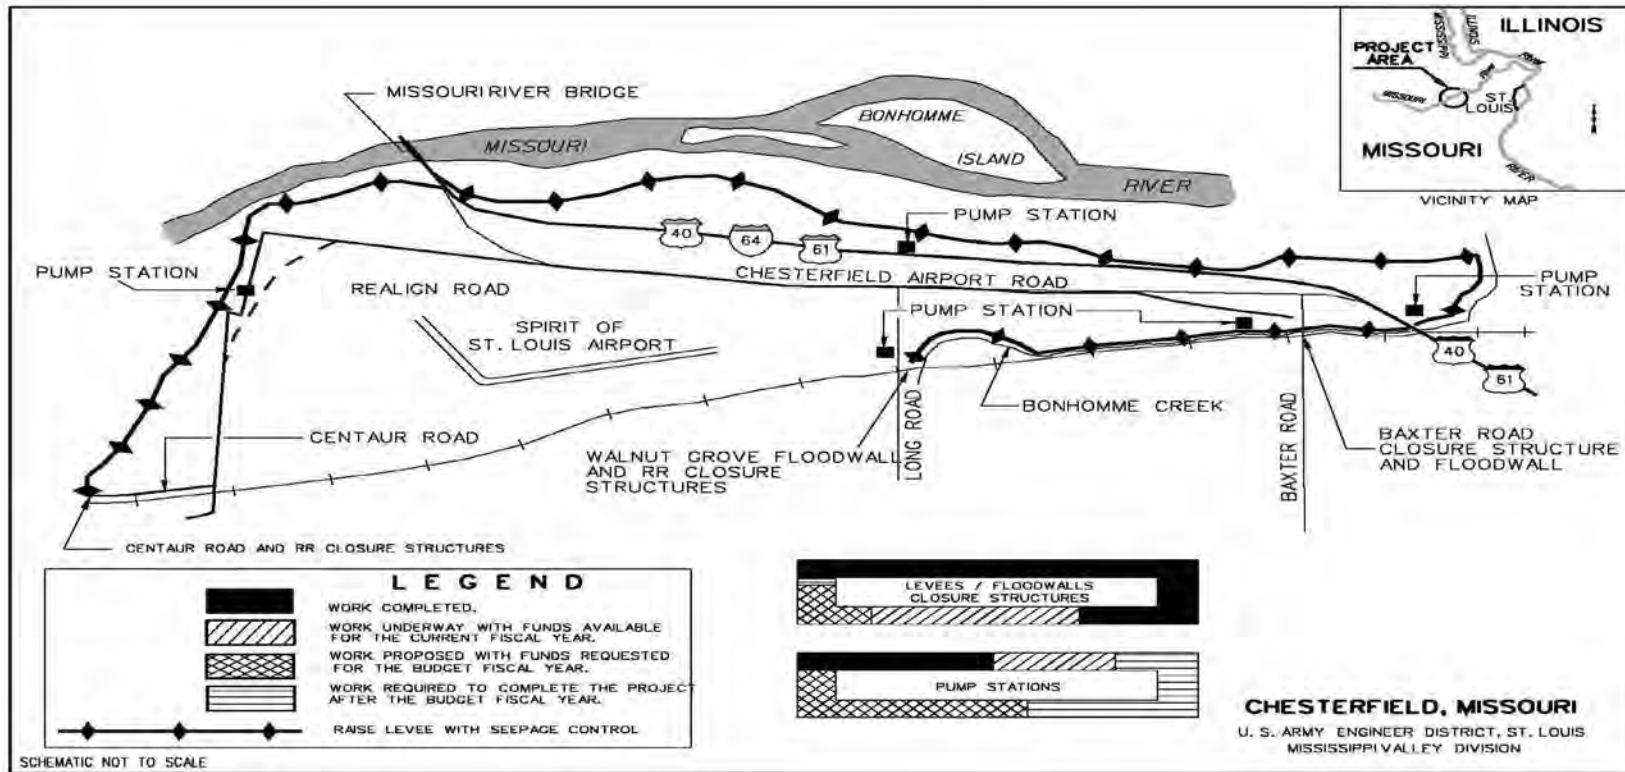 MISSISSIPPI
ILLINOIS
ILLINOIS
RIVER
PROJECT
AREA
MISSOURI
ST.
LOUIS
MISSOURI
RIVER
VICINITY MAP
MISSOURI RIVER BRIDGE
BONHOMME
ISLAND
MISSOURI
RIVER
PUMP STATION
40
64
61
PUMP STATION
CHESTERFIELD AIRPORT ROAD
PUMP
STATION
REALIGN ROAD
PUMP STATION
SPIRIT OF
ST. LOUIS AIRPORT
40
61
BONHOMME CREEK
LONG ROAD
BAXTER ROAD
CENTAUR ROAD
WALNUT GROVE FLOODWALL
AND RR CLOSURE
STRUCTURES
BAXTER ROAD
CLOSURE STRUCTURE
AND FLOODWALL
CENTAUR ROAD AND RR CLOSURE STRUCTURES
LEGEND
WORK COMPLETED.
WORK UNDERWAY WITH FUNDS AVAILABLE
FOR THE CURRENT FISCAL YEAR.
WORK PROPOSED WITH FUNDS REQUESTED
FOR THE BUDGET FISCAL YEAR.
WORK REQUIRED TO COMPLETE THE PROJECT
AFTER THE BUDGET FISCAL YEAR.
RAISE LEVEE WITH SEEPAGE CONTROL
SCHEMATIC NOT TO SCALE
LEVEES / FLOODWALLS
CLOSURE STRUCTURES
PUMP STATIONS
CHESTERFIELD, MISSOURI
U. S. ARMY ENGINEER DISTRICT, ST. LOUIS
MISSISSIPPI VALLEY DIVISION